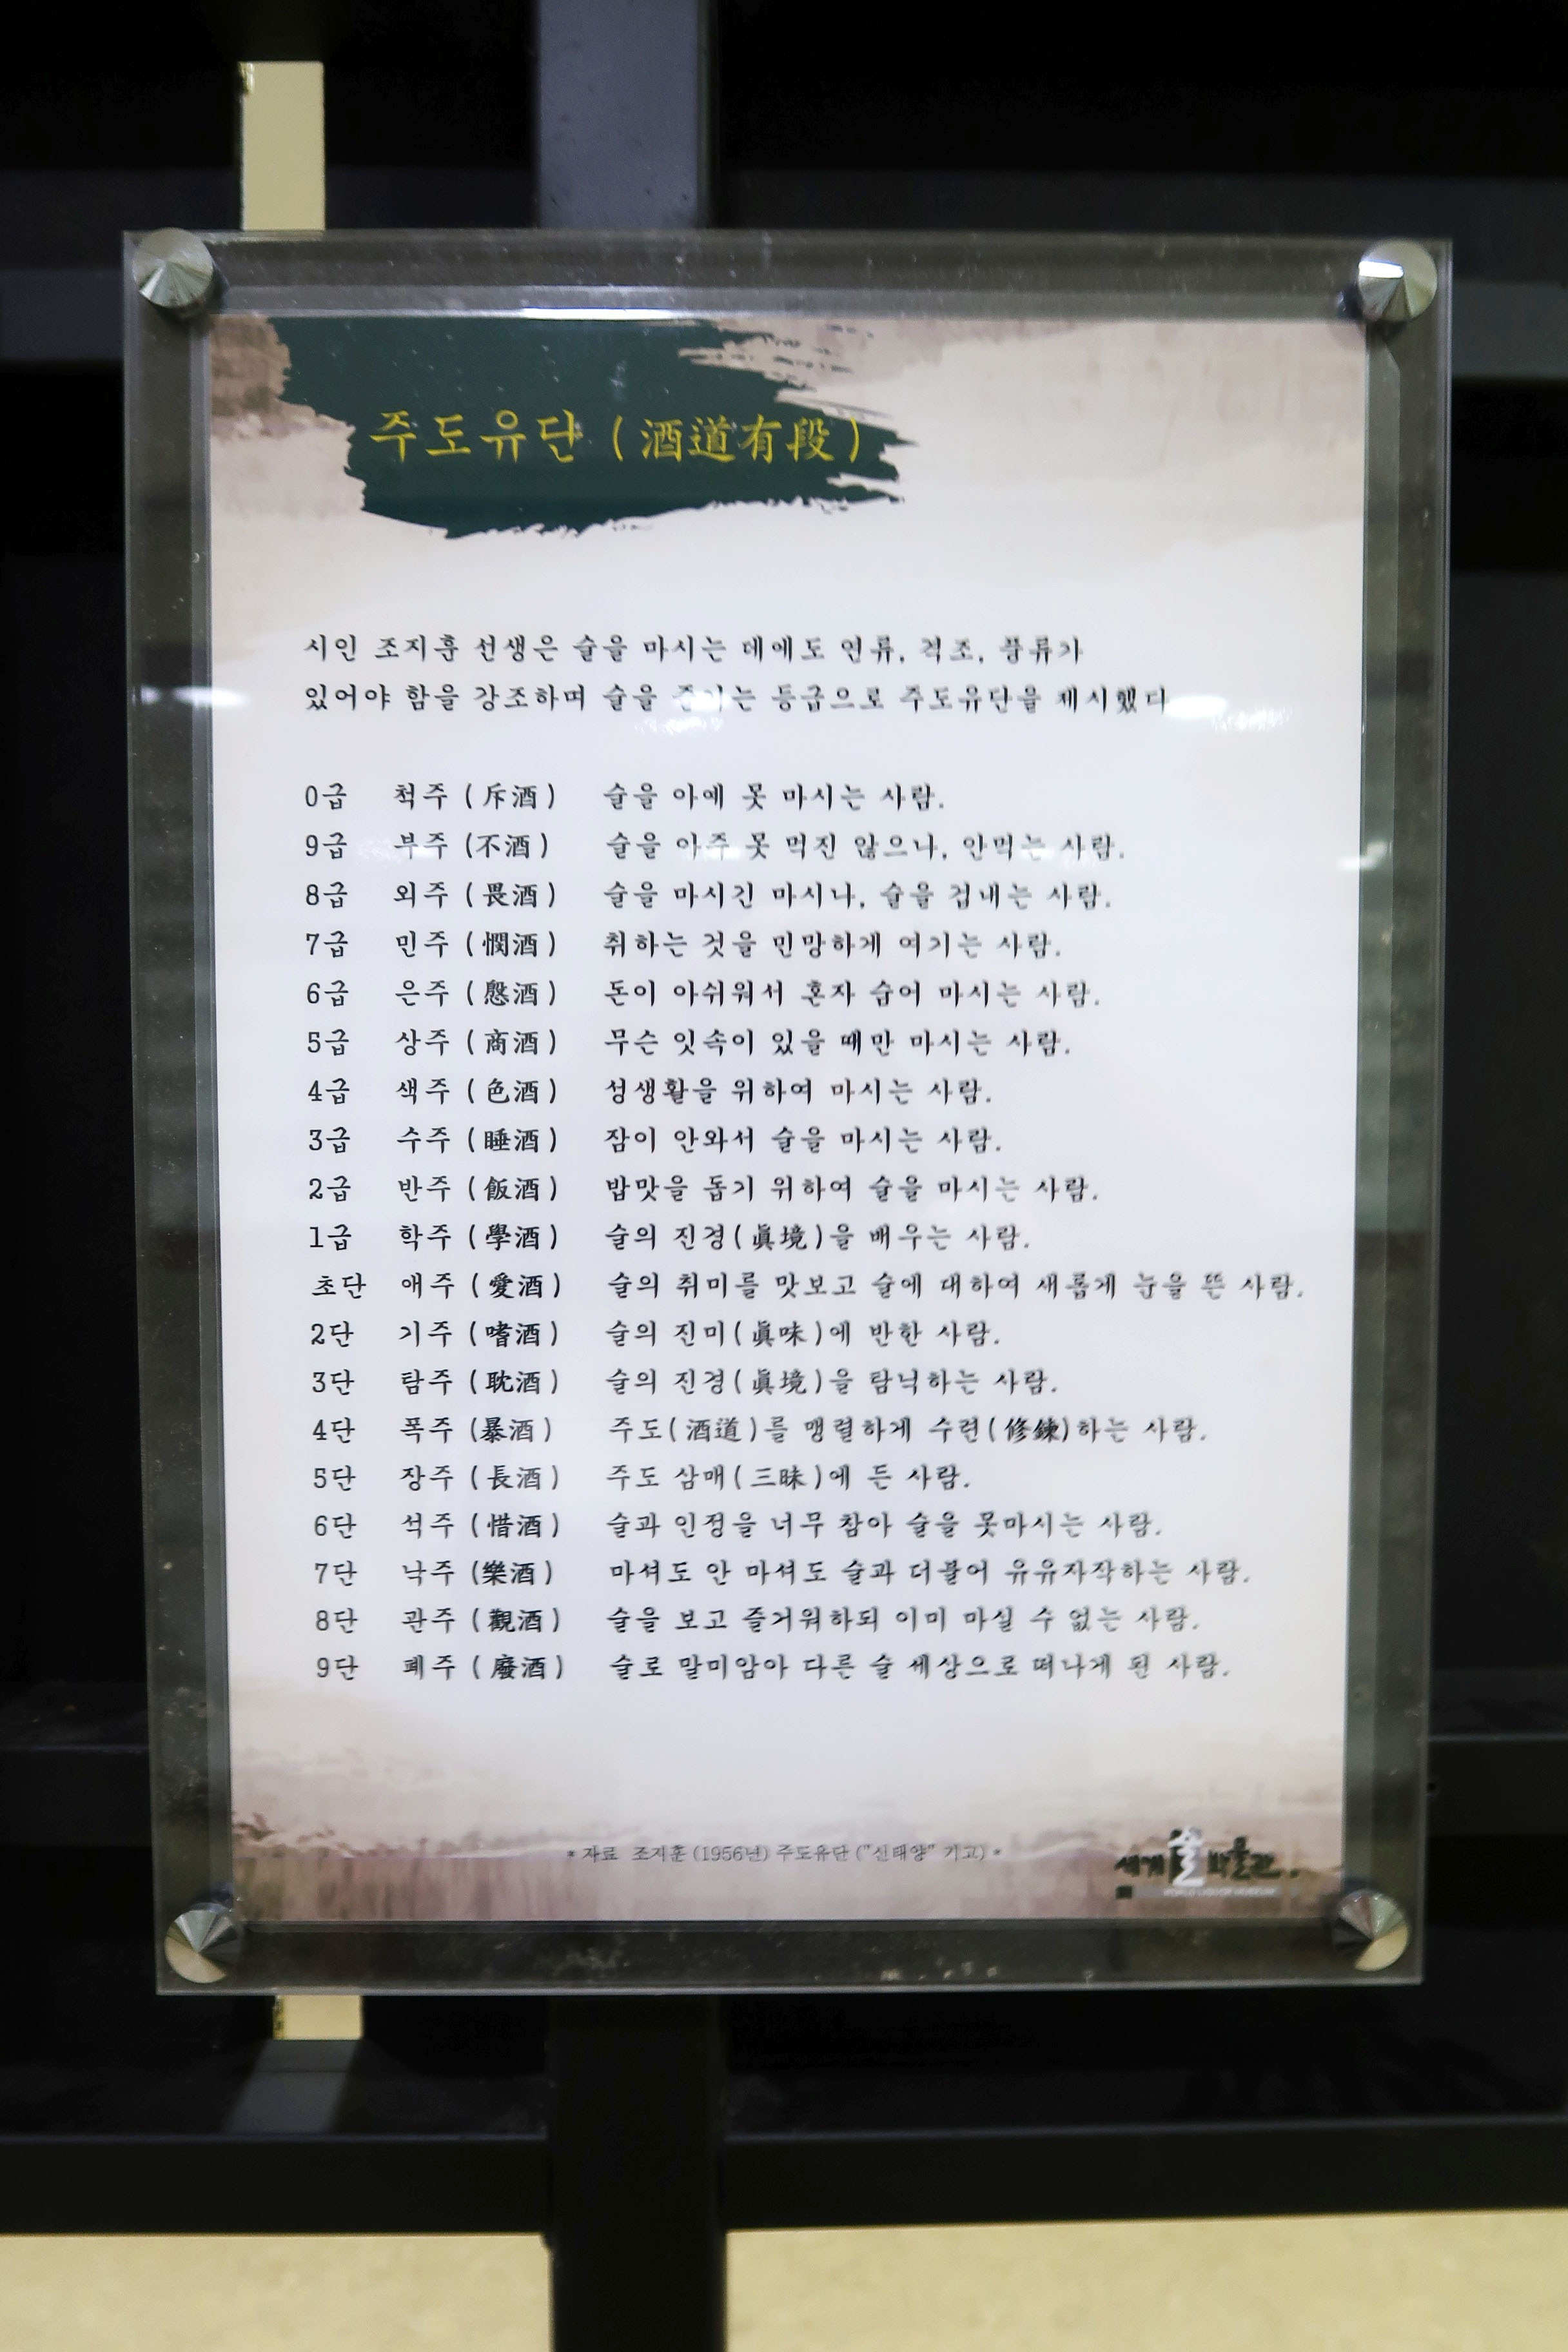 주도유단 (酒道有段)
시인 조지훈 선생은 술을 마시는 데에도 연류, 격조, 풍류가
있어야 함을 강조하며 술을 즐기는 등급으로 주도유단을 제시했다
0급 척주 (斥酒) 술을 아예 못 마시는 사람.
9급 부주 (不酒) 술을 아주 못 먹진 않으나, 안먹는 사람.
8급 외주 (畏酒) 술을 마시긴 마시나, 술을 겁내는 사람.
7급 민주 (憫酒) 취하는 것을 민망하게 여기는 사람.
6급 은주 (慇酒) 돈이 아쉬워서 혼자 숨어 마시는 사람.
5급 상주 (商酒) 무슨 잇속이 있을 때만 마시는 사람.
4급 색주 (色酒) 성생활을 위하여 마시는 사람.
3급 수주 (睡酒) 잠이 안와서 술을 마시는 사람.
2급 반주 (飯酒) 밥맛을 돕기 위하여 술을 마시는 사람.
1급 학주 (學酒) 술의 진경(眞境)을 배우는 사람.
초단 애주 (愛酒) 술의 취미를 맛보고 술에 대하여 새롭게 눈을 뜬 사람.
2단 기주 (嗜酒) 술의 진미(眞味)에 반한 사람.
3단 탐주 (耽酒) 술의 진경(眞境)을 탐닉하는 사람.
4단 폭주 (暴酒) 주도(酒道)를 맹렬하게 수련(修鍊)하는 사람.
5단 장주 (長酒) 주도 삼매(三昧)에 든 사람.
6단 석주 (惜酒) 술과 인정을 너무 참아 술을 못마시는 사람.
7단 낙주 (樂酒) 마셔도 안 마셔도 술과 더불어 유유자작하는 사람.
8단 관주 (觀酒) 술을 보고 즐거워하되 이미 마실 수 없는 사람.
9단 폐주 (廢酒) 술로 말미암아 다른 술 세상으로 떠나게 된 사람.
* 자료 조지훈 (1956년) 주도유단 ("신태양" 기고) *
세계 술 박물관
WORLD LIQUOR MUSEUM